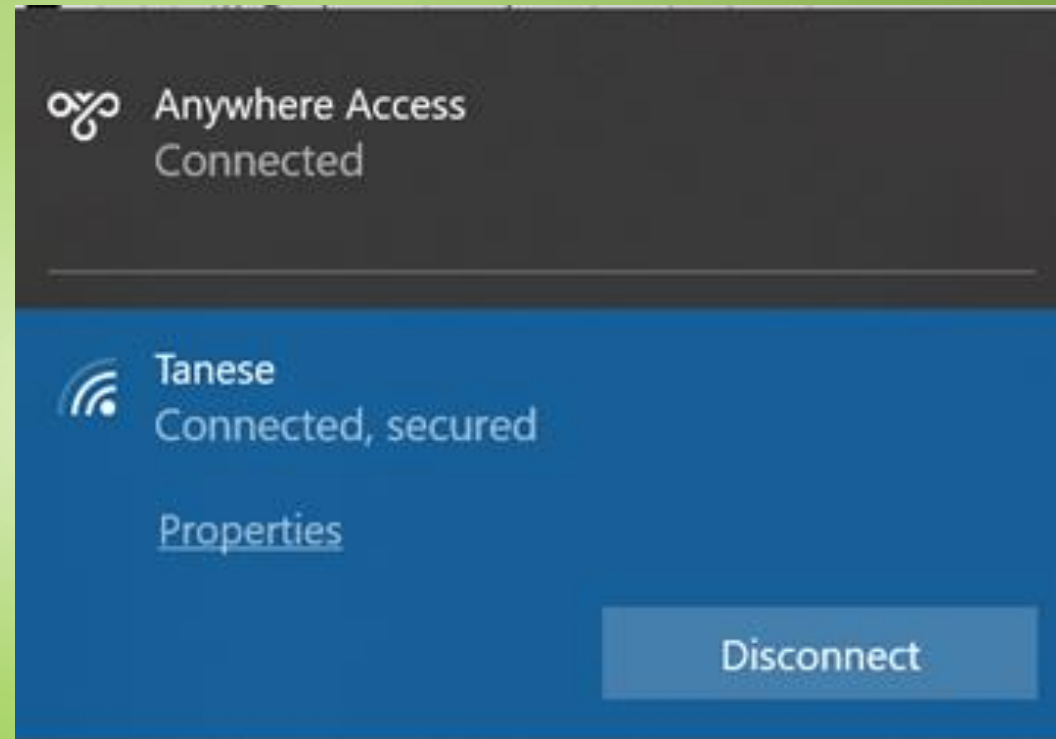 Anywhere Access
Connected
Tanese
Connected, secured
Properties
Disconnect